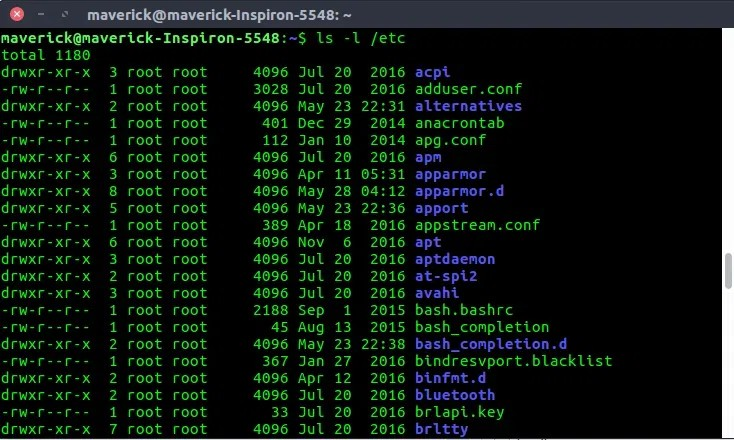 maverick@maverick-Inspiron-5548: ~
maverick@maverick-Inspiron-5548:~$ ls -l /etc
total 1180
drwxr-xr-x  3 root root    4096 Jul 20  2016 acpi
-rw-r--r--  1 root root    3028 Jul 20  2016 adduser.conf
drwxr-xr-x  2 root root    4096 May 23 22:31 alternatives
-rw-r--r--  1 root root     401 Dec 29  2014 anacrontab
-rw-r--r--  1 root root     112 Jan 10  2014 apg.conf
drwxr-xr-x  6 root root    4096 Jul 20  2016 apm
drwxr-xr-x  3 root root    4096 Apr 11 05:31 apparmor
drwxr-xr-x  8 root root    4096 May 28 04:12 apparmor.d
drwxr-xr-x  5 root root    4096 May 23 22:36 apport
-rw-r--r--  1 root root     389 Apr 18  2016 appstream.conf
drwxr-xr-x  6 root root    4096 Nov  6  2016 apt
drwxr-xr-x  3 root root    4096 Jul 20  2016 aptdaemon
drwxr-xr-x  2 root root    4096 Jul 20  2016 at-spi2
drwxr-xr-x  3 root root    4096 Jul 20  2016 avahi
-rw-r--r--  1 root root    2188 Sep  1  2015 bash.bashrc
-rw-r--r--  1 root root      45 Aug 13  2015 bash_completion
drwxr-xr-x  2 root root    4096 May 23 22:38 bash_completion.d
-rw-r--r--  1 root root     367 Jan 27  2016 bindresvport.blacklist
drwxr-xr-x  2 root root    4096 Apr 12  2016 binfmt.d
drwxr-xr-x  2 root root    4096 Jul 20  2016 bluetooth
-rw-r--r--  1 root root      33 Jul 20  2016 brlapi.key
drwxr-xr-x  7 root root    4096 Jul 20  2016 brltty